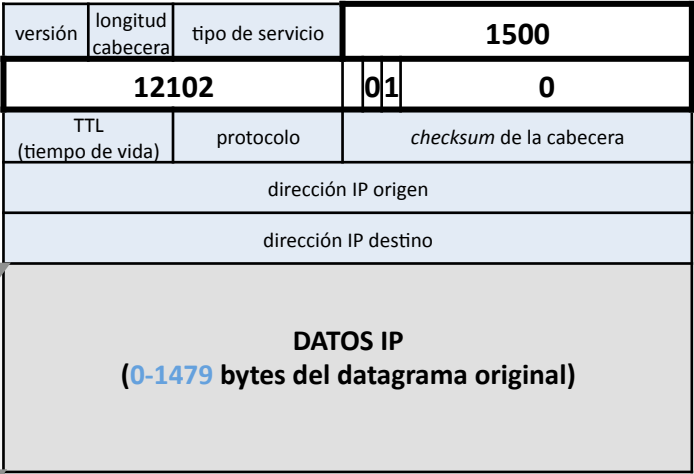 versión longitud cabecera tipo de servicio 1500
12102 0 1 0
TTL (tiempo de vida) protocolo checksum de la cabecera
dirección IP origen
dirección IP destino
DATOS IP
(0-1479 bytes del datagrama original)